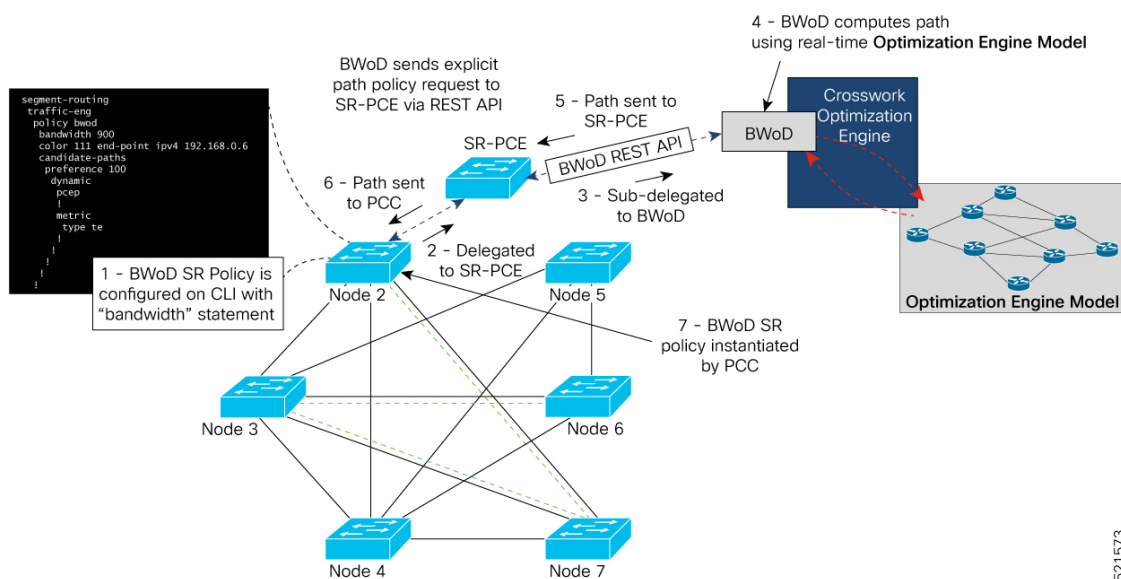 4 - BWoD computes path
using real-time Optimization Engine Model
BWoD sends explicit
path policy request to
SR-PCE via REST API
segment-routing
traffic-eng
policy bwod
bandwidth 900
color 111 end-point ipv4 192.168.0.6
candidate-paths
preference 100
dynamic
pcep
!
metric
type te
!
!
!
!
!
5 - Path sent to
SR-PCE
Crosswork
Optimization
Engine
BWoD
SR-PCE
BWoD REST API
6 - Path sent
to PCC
3 - Sub-delegated
to BWoD
2 - Delegated
to SR-PCE
1 - BWoD SR Policy is
configured on CLI with
"bandwidth" statement
Node 2
Node 5
Optimization Engine Model
7 - BWoD SR
policy instantiated
by PCC
Node 3
Node 6
Node 4
Node 7
521573